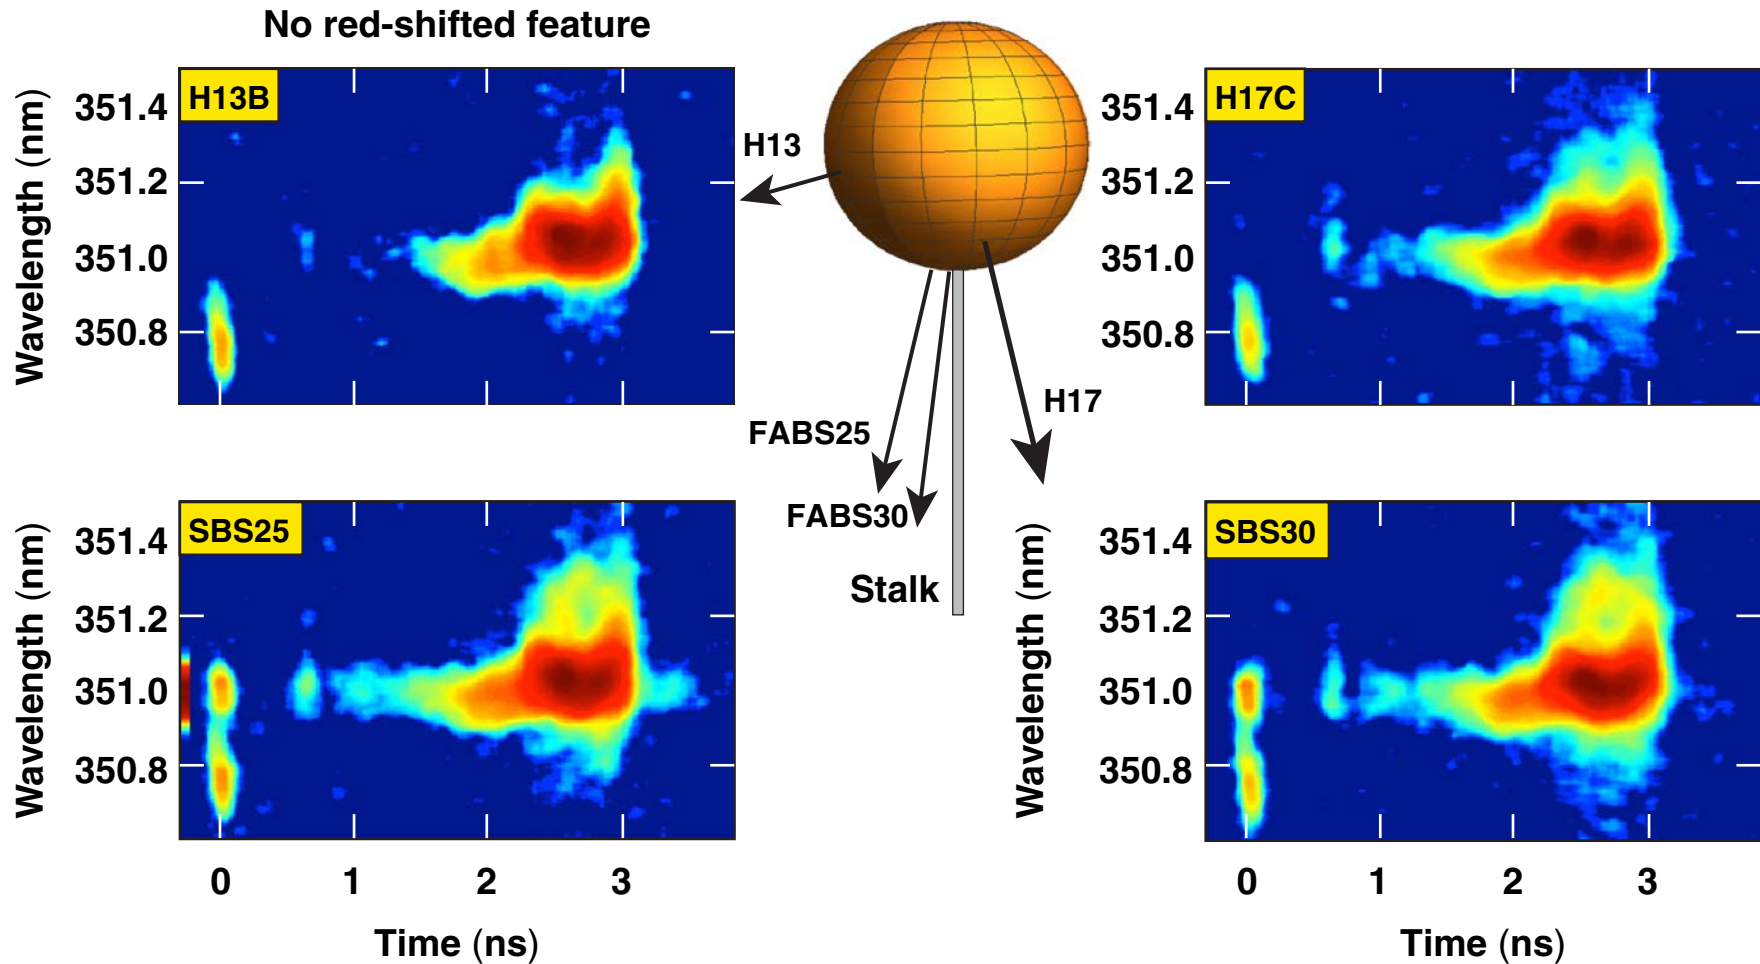 No red-shifted feature
H13B
Wavelength (nm)
351.4
351.2
351.0
350.8
H13
FABS25
FABS30
H17
Stalk
H17C
351.4
351.2
351.0
350.8
SBS25
Wavelength (nm)
351.4
351.2
351.0
350.8
0 1 2 3
Time (ns)
SBS30
Wavelength (nm)
351.4
351.2
351.0
350.8
0 1 2 3
Time (ns)